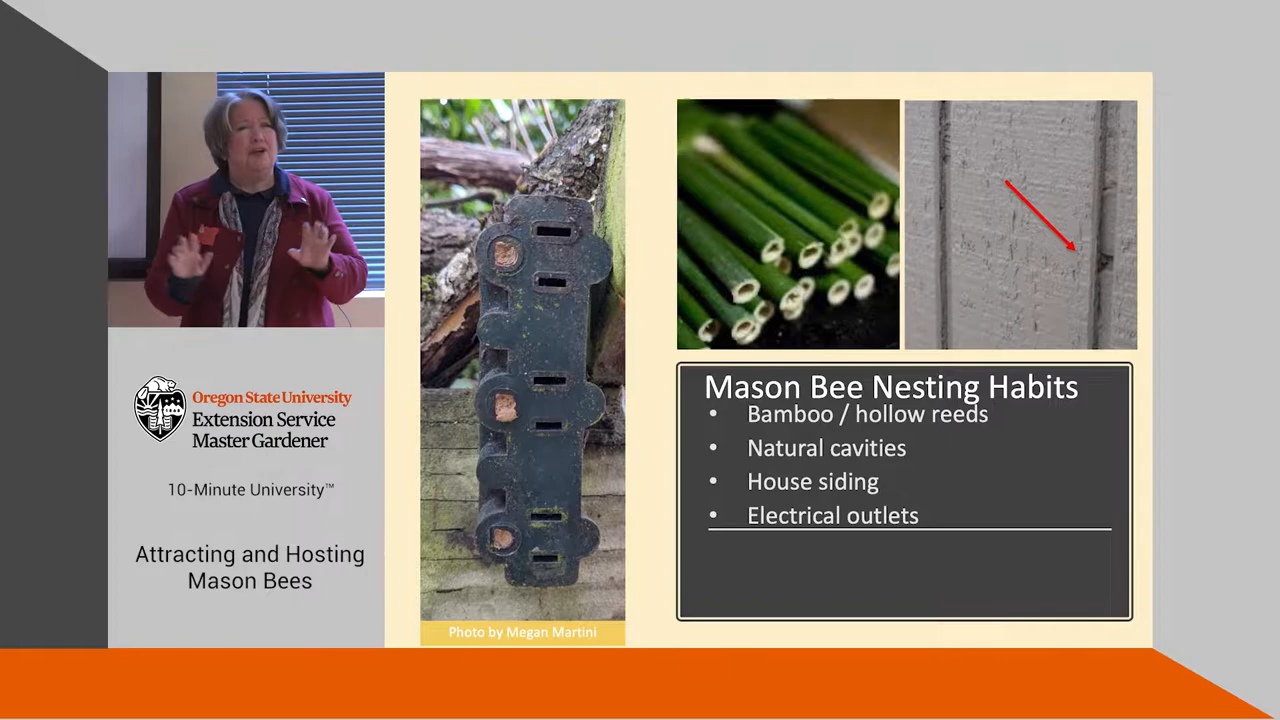 Oregon State University
Extension Service
Master Gardener
10-Minute University™
Attracting and Hosting
Mason Bees
Photo by Megan Martini
Mason Bee Nesting Habits
• Bamboo / hollow reeds
• Natural cavities
• House siding
• Electrical outlets